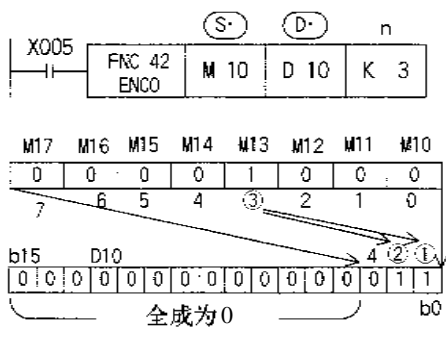 S· D· n
X005
FNC 42 M 10 D 10 K 3
ENCO
M17 M16 M15 M14 M13 M12 M11 M10
0 0 0 0 1 0 0 0
7 6 5 4 ③ 2 1 0
4 ② ①
b15 D10
0 0 0 0 0 0 0 0 0 0 0 0 0 0 1 1
全成为0 b0